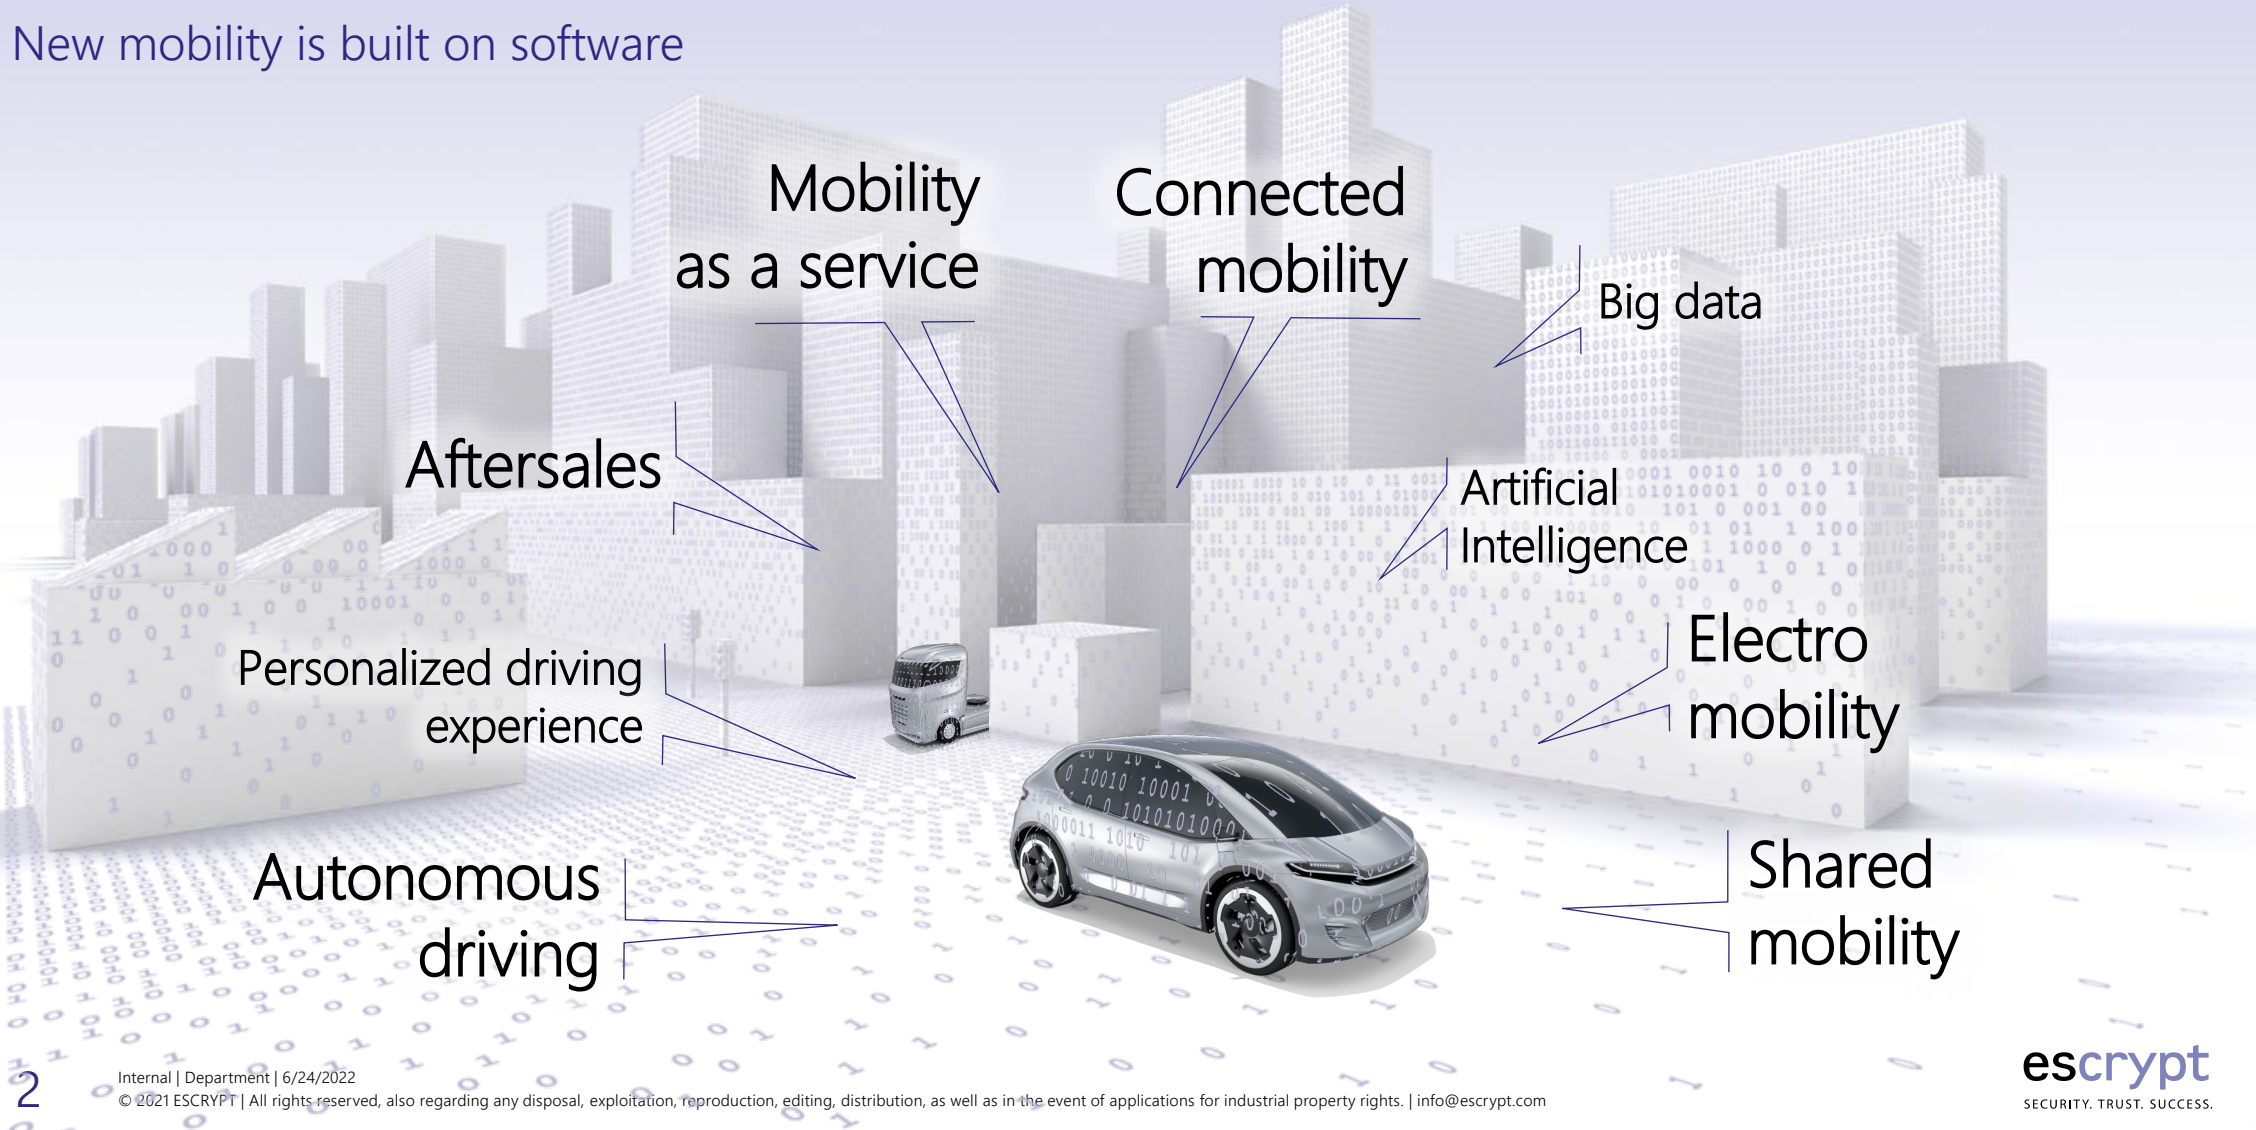 New mobility is built on software
Mobility
as a service
Connected
mobility
Big data
Aftersales
Artificial
Intelligence
Personalized driving
experience
Electro
mobility
Autonomous
driving
Shared
mobility
2
Internal | Department | 6/24/2022
© 2021 ESCRYPT | All rights reserved, also regarding any disposal, exploitation, reproduction, editing, distribution, as well as in the event of applications for industrial property rights. | info@escrypt.com
escrypt
SECURITY. TRUST. SUCCESS.